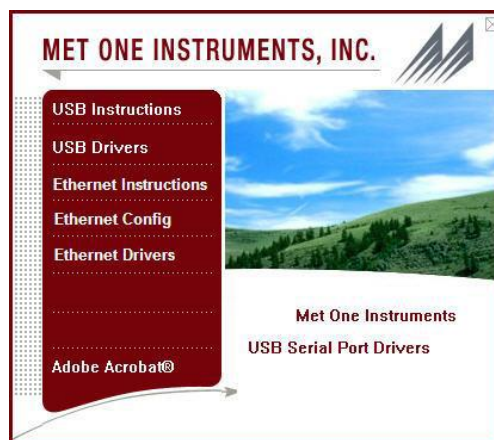 MET ONE INSTRUMENTS, INC.
USB Instructions
USB Drivers
Ethernet Instructions
Ethernet Config
Ethernet Drivers
Adobe Acrobat®
Met One Instruments
USB Serial Port Drivers